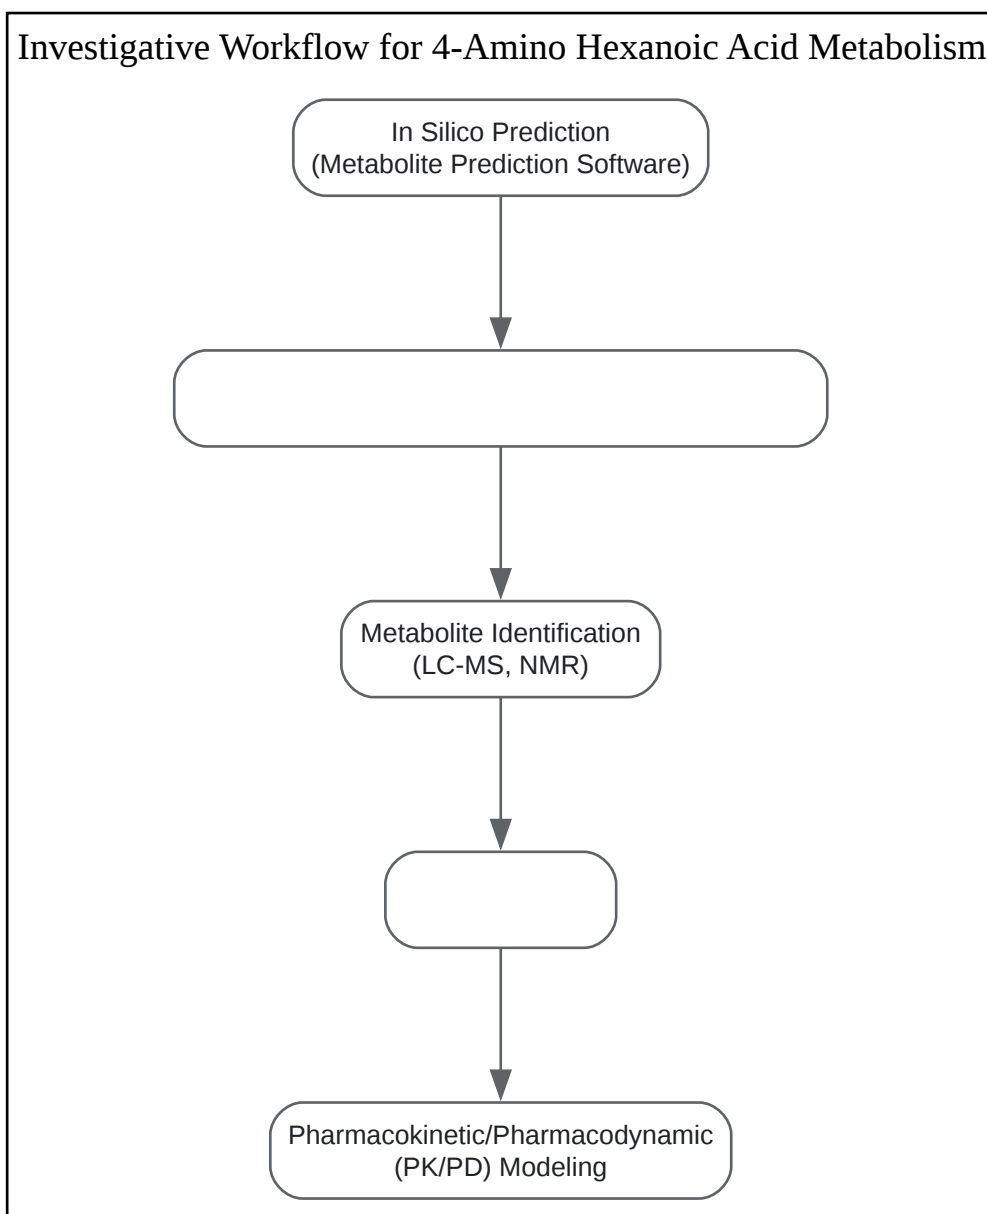 Investigative Workflow for 4-Amino Hexanoic Acid Metabolism
In Silico Prediction
(Metabolite Prediction Software)
Metabolite Identification
(LC-MS, NMR)
Pharmacokinetic/Pharmacodynamic
(PK/PD) Modeling